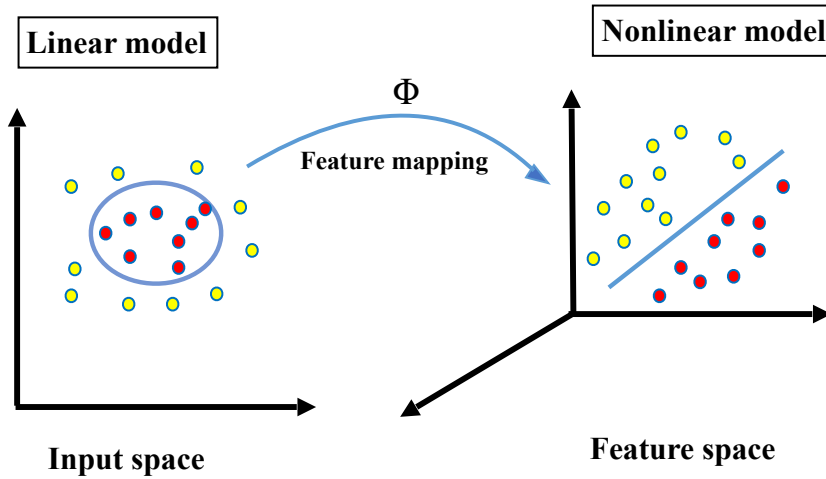 Linear model
Nonlinear model
Φ
Feature mapping
Input space
Feature space